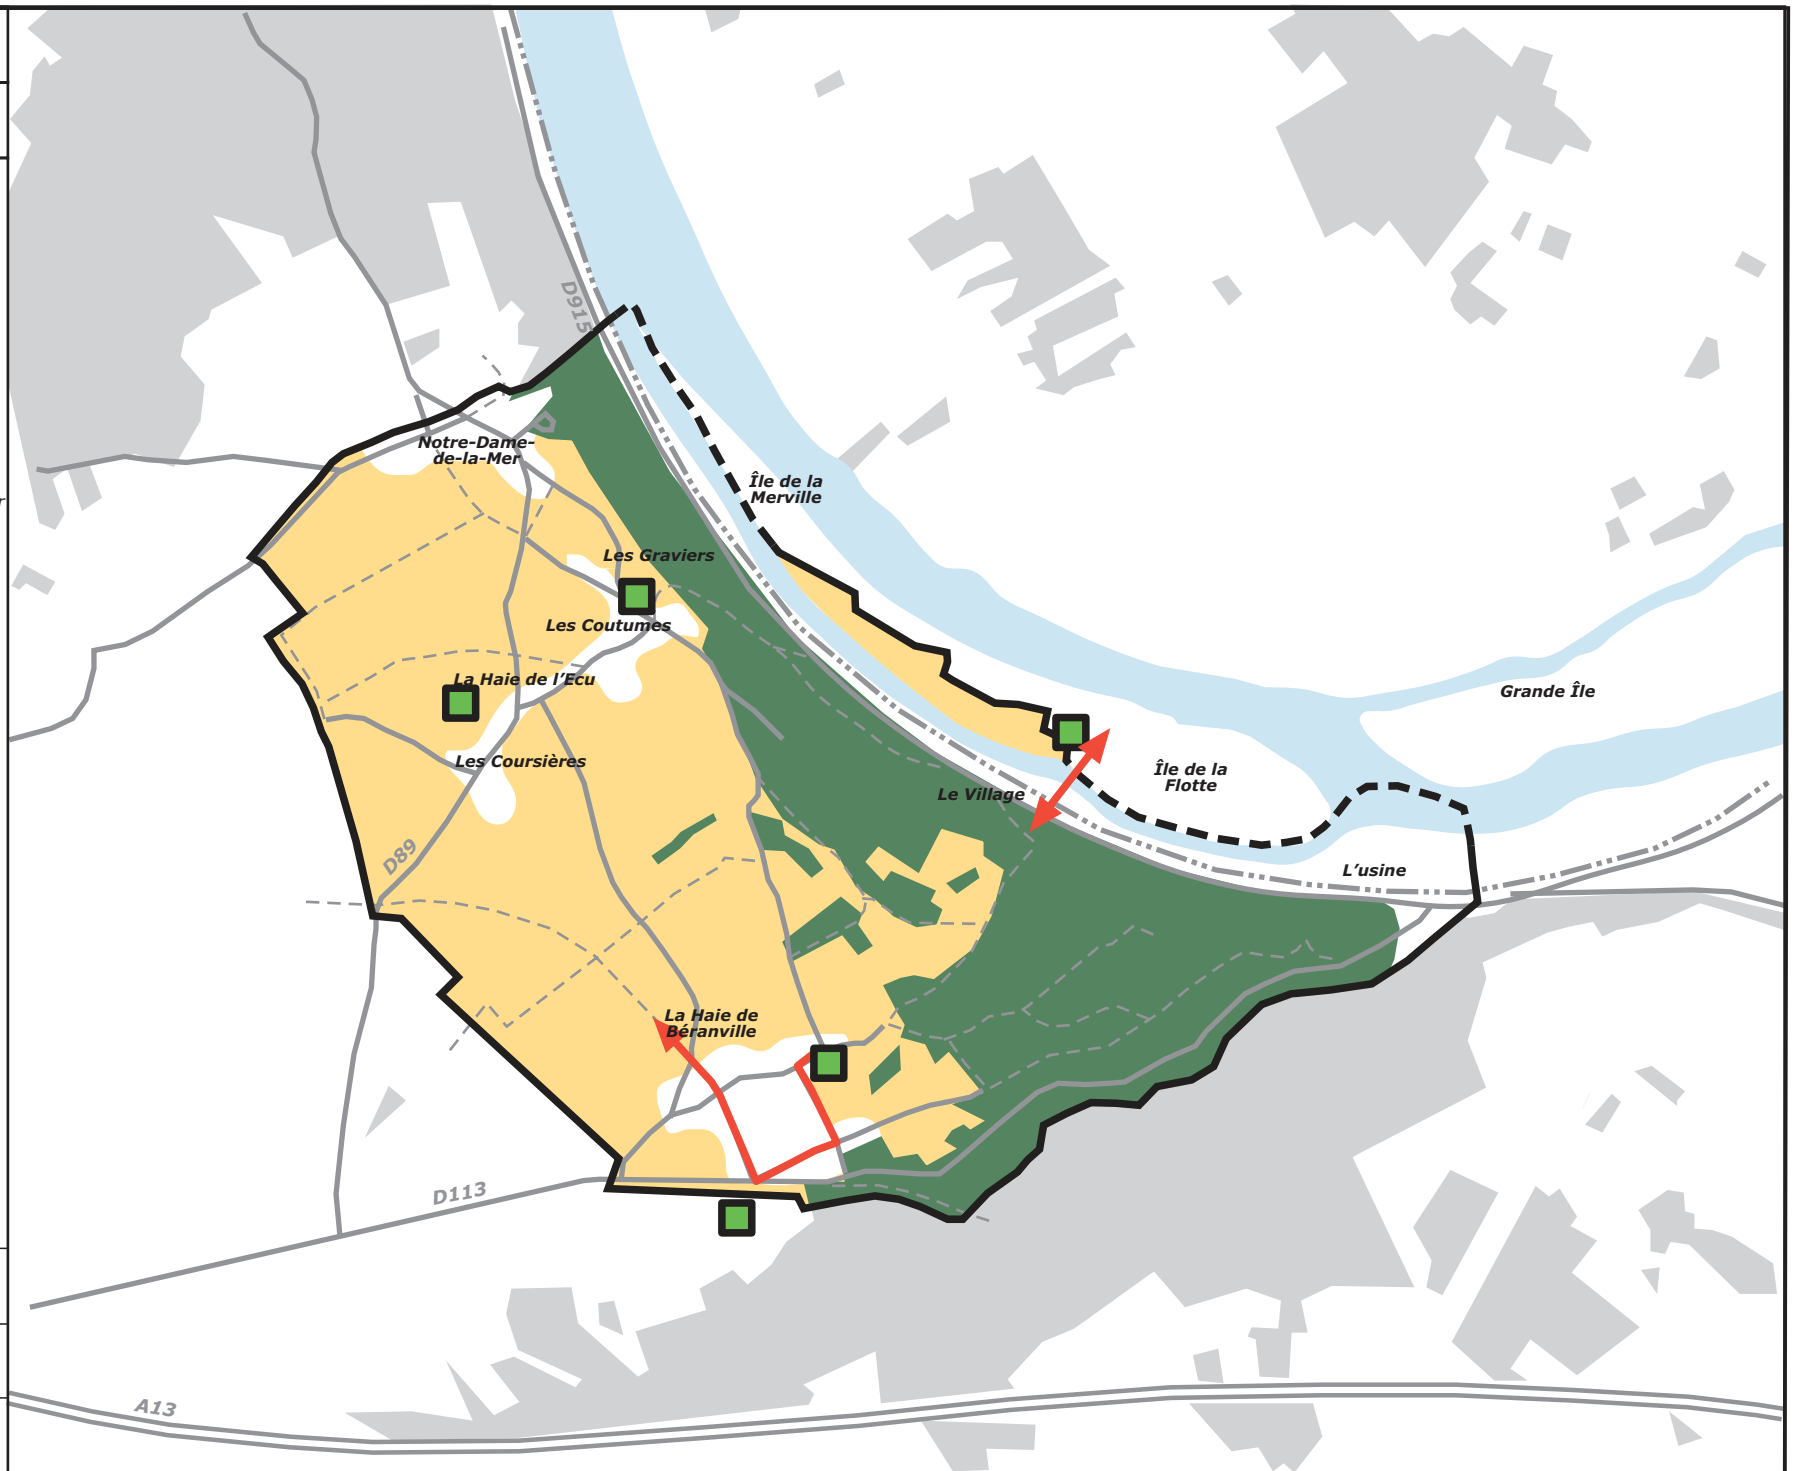 D915
Notre-Dame-
de-la-Mer
Île de la
Merville
Les Graviers
Les Coutumes
La Haie de l’Ecu
Grande Île
Les Coursières
Île de la
Flotte
Le Village
D89
L’usine
La Haie de
Béranville
D113
A13